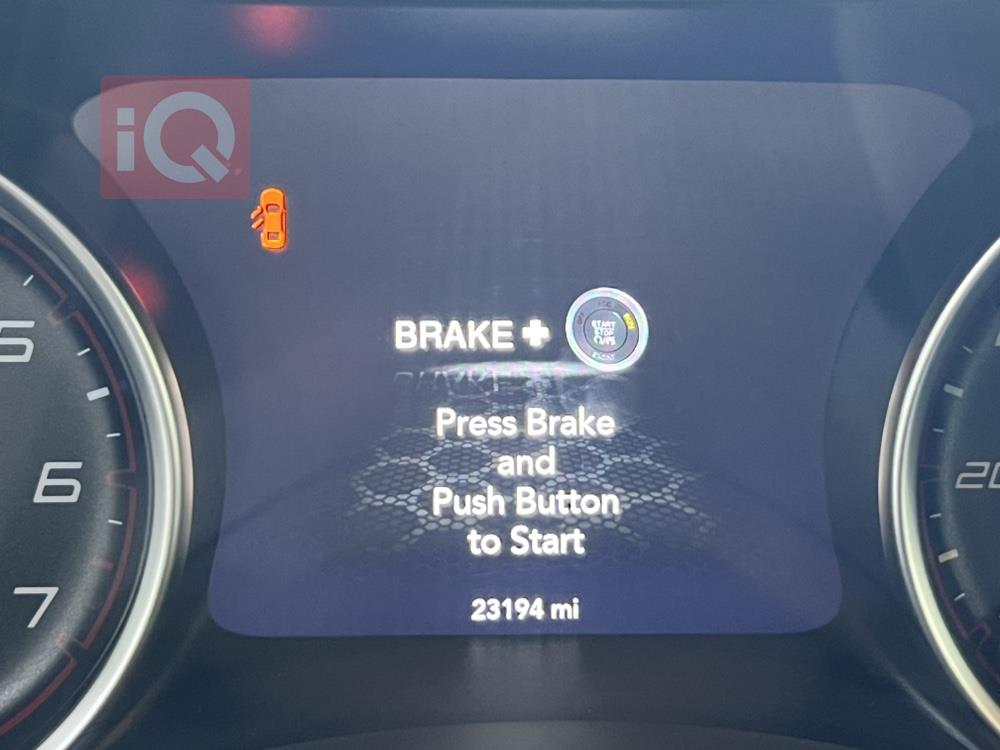 iQ
5
BRAKE +
START
STOP
Press Brake
and
6
20
Push Button
to Start
7
23194 mi